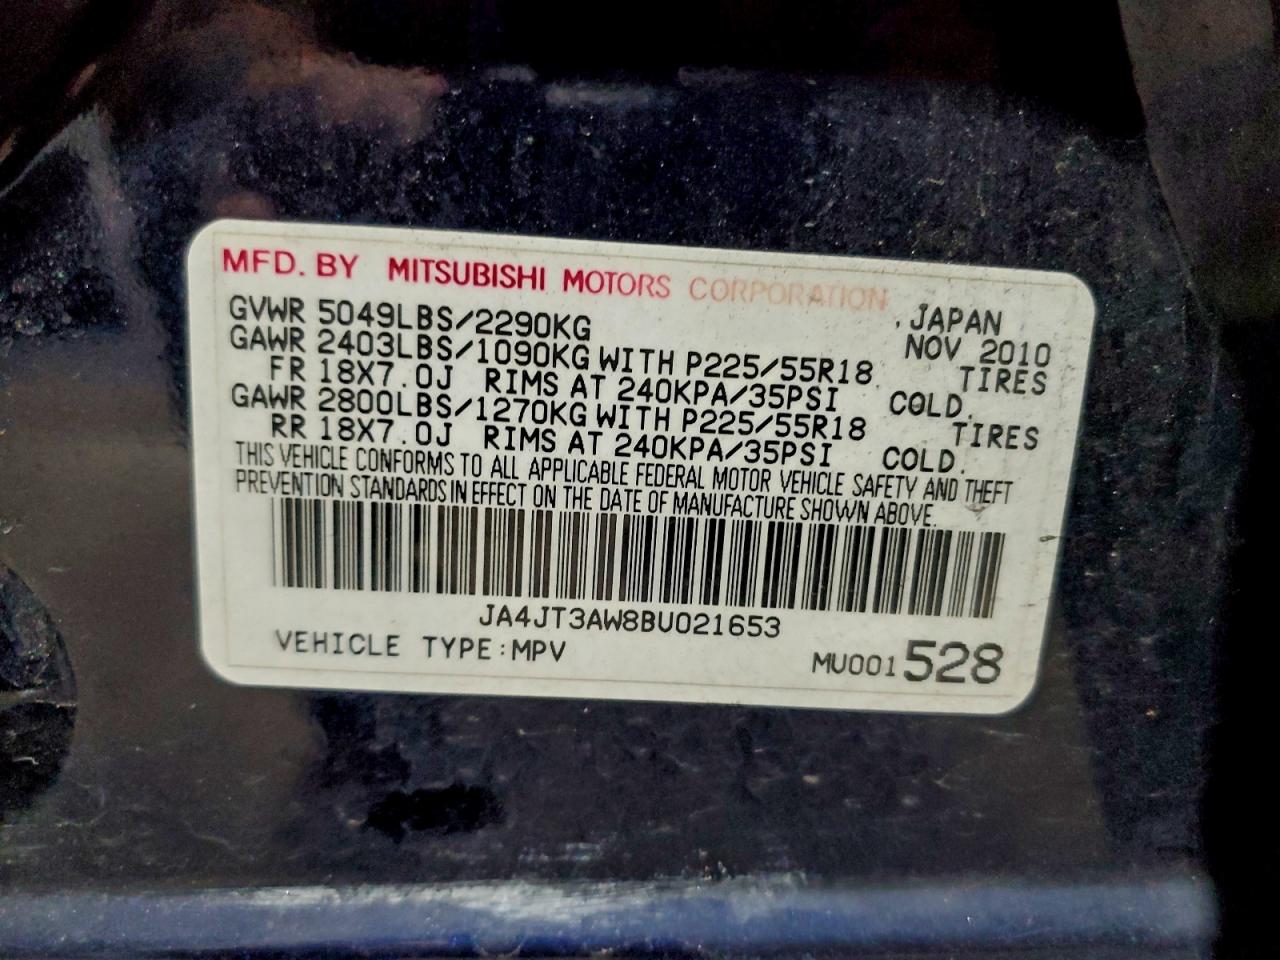 MFD. BY MITSUBISHI MOTORS CORPORATION
GVWR 5049LBS/2290KG , JAPAN
GAWR 2403LBS/1090KG WITH P225/55R18 NOV 2010
FR 18X7.0J RIMS AT 240KPA/35PSI TIRES
COLD.
GAWR 2800LBS/1270KG WITH P225/55R18 TIRES
RR 18X7.0J RIMS AT 240KPA/35PSI COLD.
THIS VEHICLE CONFORMS TO ALL APPLICABLE FEDERAL MOTOR VEHICLE SAFETY AND THEFT
PREVENTION STANDARDS IN EFFECT ON THE DATE OF MANUFACTURE SHOWN ABOVE.
JA4JT3AW8BU021653
VEHICLE TYPE:MPV MU001528